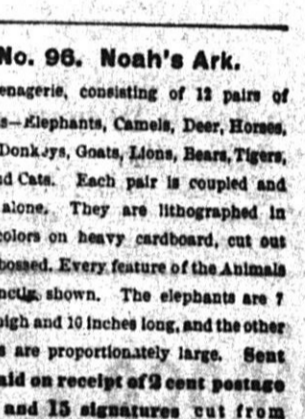 No. 96. Noah's Ark.
enagerie, consisting of 12 pairs of
s—Elephants, Camels, Deer, Horses,
Donkeys, Goats, Lions, Bears, Tigers,
nd Cats. Each pair is coupled and
alone. They are lithographed in
colors on heavy cardboard, cut out
bossed. Every feature of the Animals
nctly shown. The elephants are 7
high and 10 inches long, and the other
s are proportionately large. Sent
aid on receipt of 2 cent postage
and 15 signatures cut from